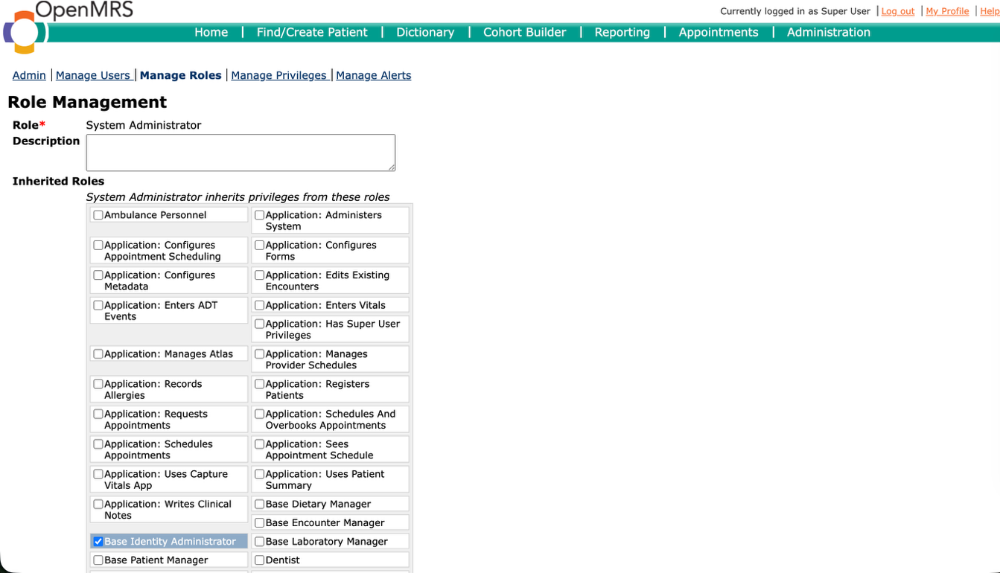 OpenMRS
Currently logged in as Super User | Log out | My Profile | Help
Home | Find/Create Patient | Dictionary | Cohort Builder | Reporting | Appointments | Administration
Admin | Manage Users | Manage Roles | Manage Privileges | Manage Alerts
Role Management
Role* System Administrator
Description
Inherited Roles
System Administrator inherits privileges from these roles
Ambulance Personnel
Application: Administers
System
Application: Configures
Appointment Scheduling
Application: Configures
Forms
Application: Configures
Metadata
Application: Edits Existing
Encounters
Application: Enters ADT
Events
Application: Enters Vitals
Application: Has Super User
Privileges
Application: Manages Atlas
Application: Manages
Provider Schedules
Application: Records
Allergies
Application: Registers
Patients
Application: Requests
Appointments
Application: Schedules And
Overbooks Appointments
Application: Schedules
Appointments
Application: Sees
Appointment Schedule
Application: Uses Capture
Vitals App
Application: Uses Patient
Summary
Application: Writes Clinical
Notes
Base Dietary Manager
Base Encounter Manager
Base Identity Administrator
Base Laboratory Manager
Base Patient Manager
Dentist